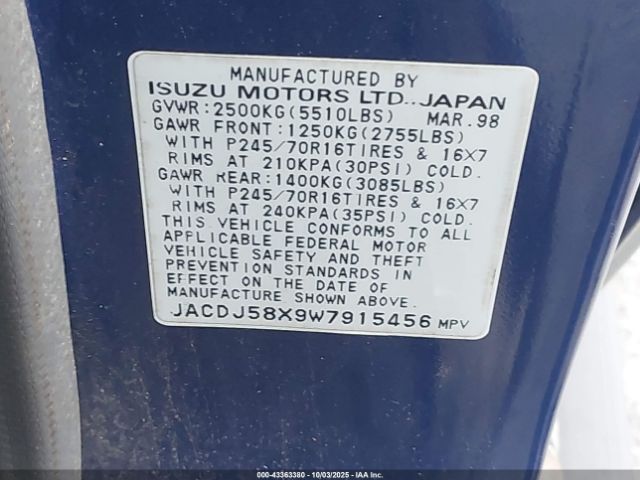 MANUFACTURED BY
ISUZU MOTORS LTD., JAPAN
GVWR:2500KG(5510LBS) MAR.98
GAWR FRONT:1250KG(2755LBS)
WITH P245/70R16TIRES & 16X7
RIMS AT 210KPA(30PSI) COLD.
GAWR REAR:1400KG(3085LBS)
WITH P245/70R16TIRES & 16X7
RIMS AT 240KPA(35PSI) COLD.
THIS VEHICLE CONFORMS TO ALL
APPLICABLE FEDERAL MOTOR
VEHICLE SAFETY AND THEFT
PREVENTION STANDARDS IN
EFFECT ON THE DATE OF
MANUFACTURE SHOWN ABOVE.
JACDJ58X9W7915456 MPV
000-43363380 - 10/03/2025 - IAA Inc.